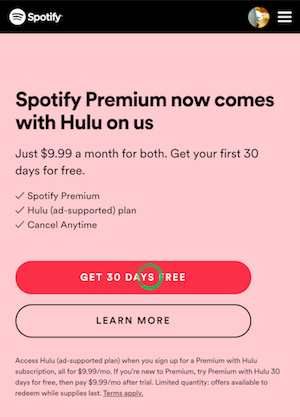 Spotify
Spotify Premium now comes
with Hulu on us
Just $9.99 a month for both. Get your first 30
days for free.
✓ Spotify Premium
✓ Hulu (ad-supported) plan
✓ Cancel Anytime
GET 30 DAYS FREE
LEARN MORE
Access Hulu (ad-supported plan) when you sign up for a Premium with Hulu
subscription, all for $9.99/mo. If you're new to Premium, try Premium with Hulu 30
days for free, then pay $9.99/mo after trial. Limited quantity: offers available to
redeem while supplies last. Terms apply.